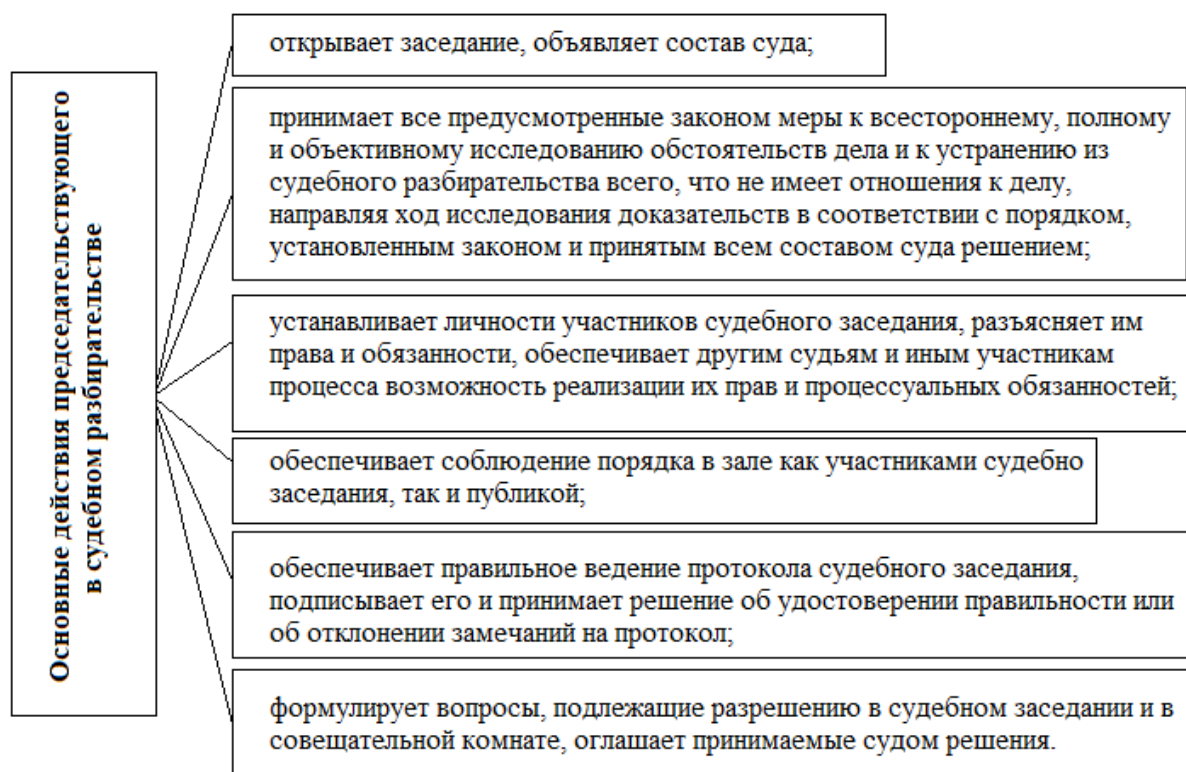 Основные действия председательствующего
в судебном разбирательстве
открывает заседание, объявляет состав суда;
принимает все предусмотренные законом меры к всестороннему, полному
и объективному исследованию обстоятельств дела и к устранению из
судебного разбирательства всего, что не имеет отношения к делу,
направляя ход исследования доказательств в соответствии с порядком,
установленным законом и принятым всем составом суда решением;
устанавливает личности участников судебного заседания, разъясняет им
права и обязанности, обеспечивает другим судьям и иным участникам
процесса возможность реализации их прав и процессуальных обязанностей;
обеспечивает соблюдение порядка в зале как участниками судебно
заседания, так и публикой;
обеспечивает правильное ведение протокола судебного заседания,
подписывает его и принимает решение об удостоверении правильности или
об отклонении замечаний на протокол;
формулирует вопросы, подлежащие разрешению в судебном заседании и в
совещательной комнате, оглашает принимаемые судом решения.